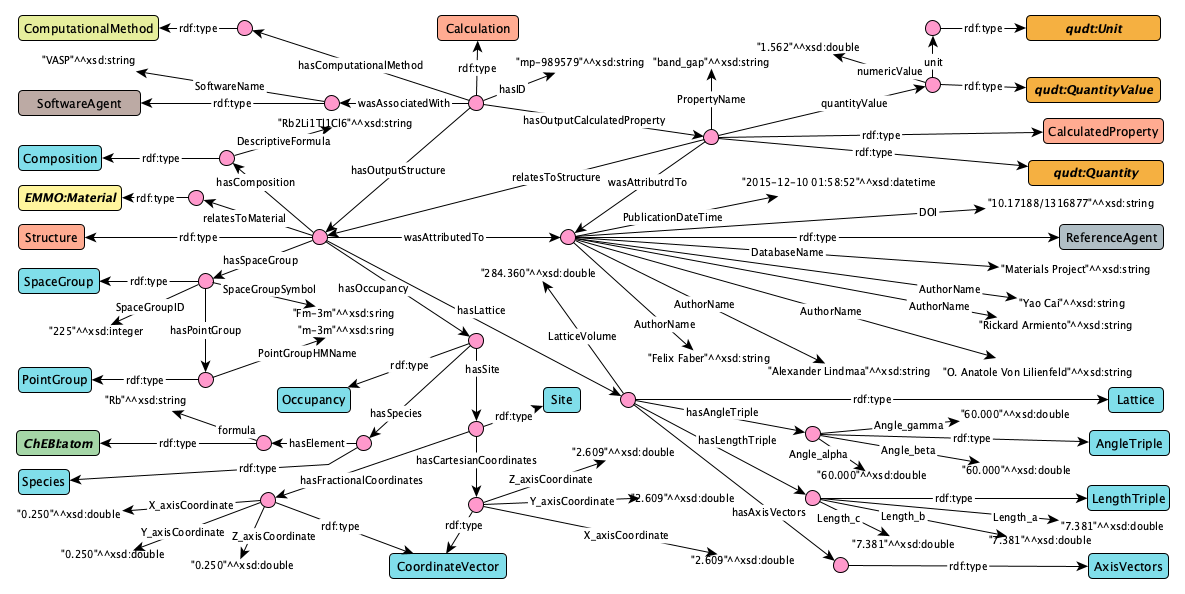 ComputationalMethod
rdf:type
Calculation
rdf:type
qudt:Unit
"1.562"^^xsd:double
unit
"VASP"^^xsd:string
hasComputationalMethod
rdf:type
"mp-989579"^^xsd:string
"band_gap"^^xsd:string
numericValue
SoftwareName
hasID
rdf:type
qudt:QuantityValue
SoftwareAgent
rdf:type
wasAssociatedWith
PropertyName
quantityValue
"Rb2Li1Tl1Cl6"^^xsd:string
hasOutputCalculatedProperty
CalculatedProperty
DescriptiveFormula
rdf:type
Composition
rdf:type
rdf:type
hasOutputStructure
qudt:Quantity
hasComposition
relatesToStructure
wasAttributrdTo
"2015-12-10 01:58:52"^^xsd:datetime
EMMO:Material
rdf:type
relatesToMaterial
PublicationDateTime
DOI
"10.17188/1316877"^^xsd:string
Structure
rdf:type
wasAttributedTo
rdf:type
ReferenceAgent
DatabaseName
hasSpaceGroup
"284.360"^^xsd:double
"Materials Project"^^xsd:string
SpaceGroup
rdf:type
SpaceGroupSymbol
hasOccupancy
AuthorName
"Yao Cai"^^xsd:string
SpaceGroupID
"Fm-3m"^^xsd:sring
hasLattice
AuthorName
AuthorName
"225"^^xsd:integer
hasPointGroup
"m-3m"^^xsd:sring
AuthorName
AuthorName
"Rickard Armiento"^^xsd:string
LatticeVolume
PointGroupHMName
"Felix Faber"^^xsd:string
PointGroup
rdf:type
rdf:type
hasSite
"Alexander Lindmaa"^^xsd:string
"O. Anatole Von Lilienfeld"^^xsd:string
"Rb"^^xsd:string
Occupancy
Site
rdf:type
Lattice
rdf:type
hasSpecies
hasAngleTriple
"60.000"^^xsd:double
formula
Angle_gamma
ChEBI:atom
rdf:type
hasElement
hasLengthTriple
rdf:type
AngleTriple
hasCartesianCoordinates
"2.609"^^xsd:double
Angle_alpha
Angle_beta
rdf:type
"60.000"^^xsd:double
"60.000"^^xsd:double
Species
hasFractionalCoordinates
Z_axisCoordinate
X_axisCoordinate
Y_axisCoordinate
"2.609"^^xsd:double
rdf:type
LengthTriple
"0.250"^^xsd:double
hasAxisVectors
Length_c
Length_b
Length_a
"7.381"^^xsd:double
Y_axisCoordinate
Z_axisCoordinate
rdf:type
rdf:type
X_axisCoordinate
"7.381"^^xsd:double
"7.381"^^xsd:double
"0.250"^^xsd:double
"0.250"^^xsd:double
CoordinateVector
"2.609"^^xsd:double
rdf:type
AxisVectors